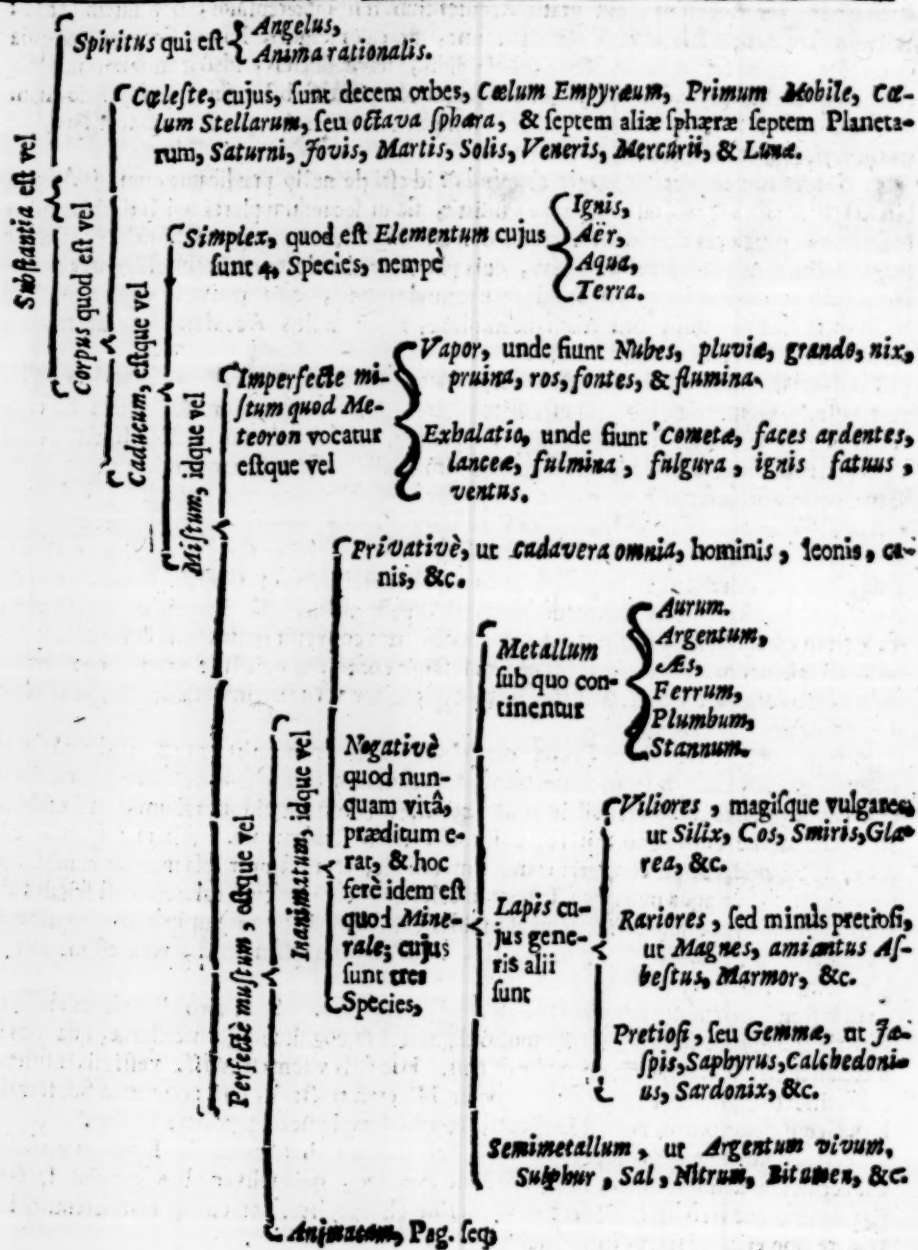 Substantia est vel
Spiritus qui est
Angelus,
Anima rationalis.
Corpus quod est vel
Cœleſte, cujus, ſunt decem orbes, Cœlum Empyræum, Primum Mobile, Cœ-
lum Stellarum, ſeu octava ſphæra, & ſeptem aliæ ſphæræ ſeptem Planeta-
rum, Saturni, Jovis, Martis, Solis, Veneris, Mercurii, & Lunæ.
Caducum, eſtque vel
Simplex, quod eſt Elementum cujus
ſunt 4, Species, nempè
Ignis,
Aër,
Aqua,
Terra.
Miſtum, idque vel
Imperfecte mi-
ſtum quod Me-
teoron vocatur
eſtque vel
Vapor, unde fiunt Nubes, pluviæ, grando, nix,
pruina, ros, fontes, & flumina.
Exhalatio, unde fiunt Cometæ, faces ardentes,
lanceæ, fulmina, fulgura, ignis fatuus,
ventus.
Perfectè miſtum, eſtque vel
Inanimatum, idque vel
Privativè, ut cadavera omnia, hominis, leonis, ca-
nis, &c.
Negativè
quod nun-
quam vitâ,
præditum e-
rat, & hoc
ferè idem eſt
quod Mine-
rale; cujus
ſunt tres
Species,
Metallum
ſub quo con-
tinentur
Aurum.
Argentum,
Æs,
Ferrum,
Plumbum,
Stannum.
Lapis cu-
jus gene-
ris alii
ſunt
Viliores, magiſque vulgares,
ut Silix, Cos, Smiris, Gla-
rea, &c.
Rariores, ſed minùs pretioſi,
ut Magnes, amiantus Aſ-
beſtus, Marmor, &c.
Pretioſi, ſeu Gemmæ, ut Ja-
ſpis, Saphyrus, Calchedoni-
us, Sardonix, &c.
Semimetallum, ut Argentum vivum,
Sulphur, Sal, Nitrum, Bitumen, &c.
Animatum, Pag. ſeq;